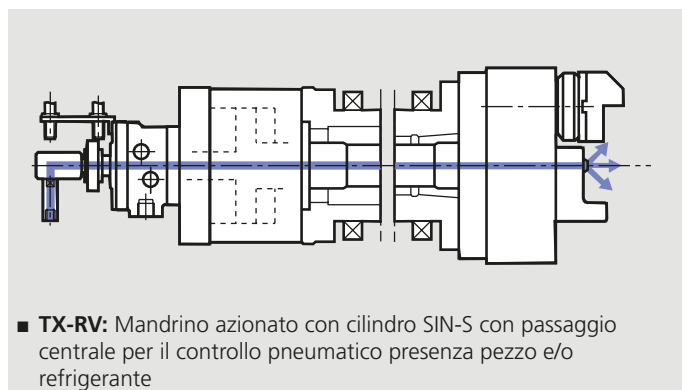 ■ TX-RV: Mandrino azionato con cilindro SIN-S con passaggio
centrale per il controllo pneumatico presenza pezzo e/o
refrigerante